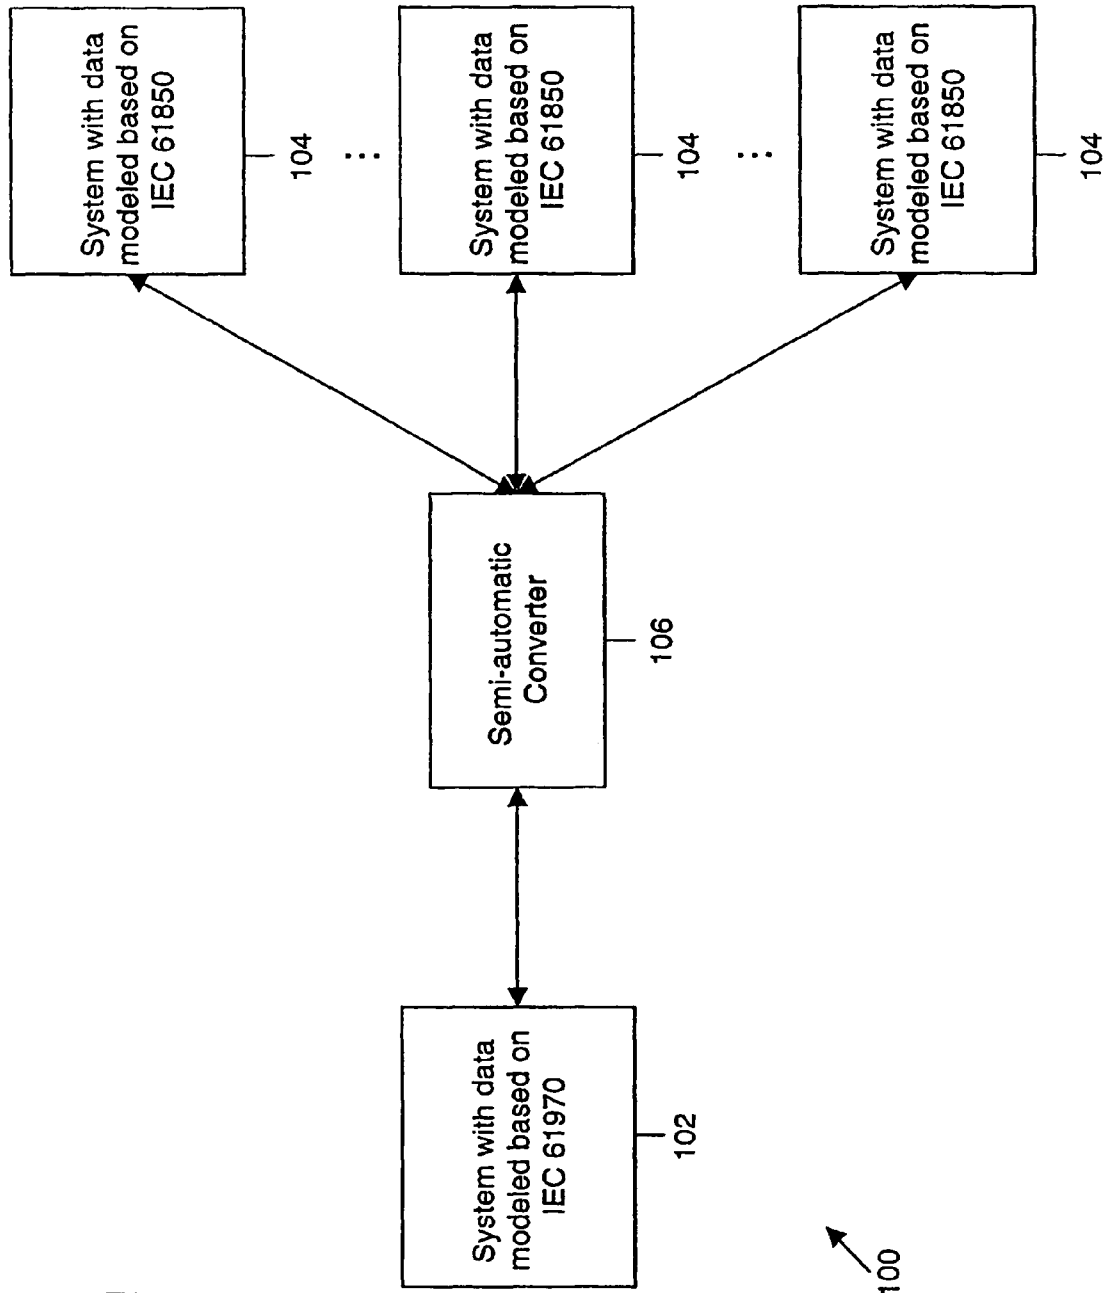 System with data
modeled based on
IEC 61850
104
...
System with data
modeled based on
IEC 61970
102
Semi-automatic
Converter
106
System with data
modeled based on
IEC 61850
104
...
System with data
modeled based on
IEC 61850
104
100